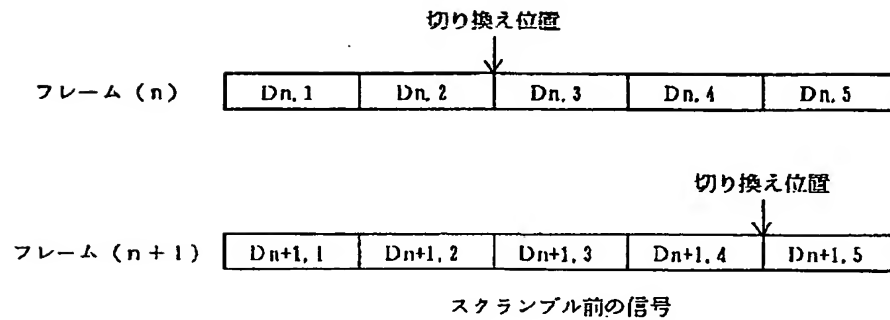 切り換え位置
フレーム (n) Dn, 1 Dn, 2 Dn, 3 Dn, 4 Dn, 5
切り換え位置
フレーム (n+1) Dn+1, 1 Dn+1, 2 Dn+1, 3 Dn+1, 4 Dn+1, 5
スクランブル前の信号